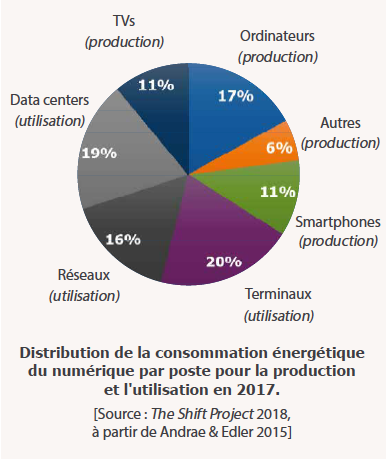 TVs
(production)
Ordinateurs
(production)
11%
17%
Data centers
(utilisation)
Autres
(production)
6%
19%
11%
Smartphones
(production)
16%
20%
Réseaux
(utilisation)
Terminaux
(utilisation)
Distribution de la consommation énergétique
du numérique par poste pour la production
et l'utilisation en 2017.
[Source : The Shift Project 2018,
à partir de Andrae & Edler 2015]